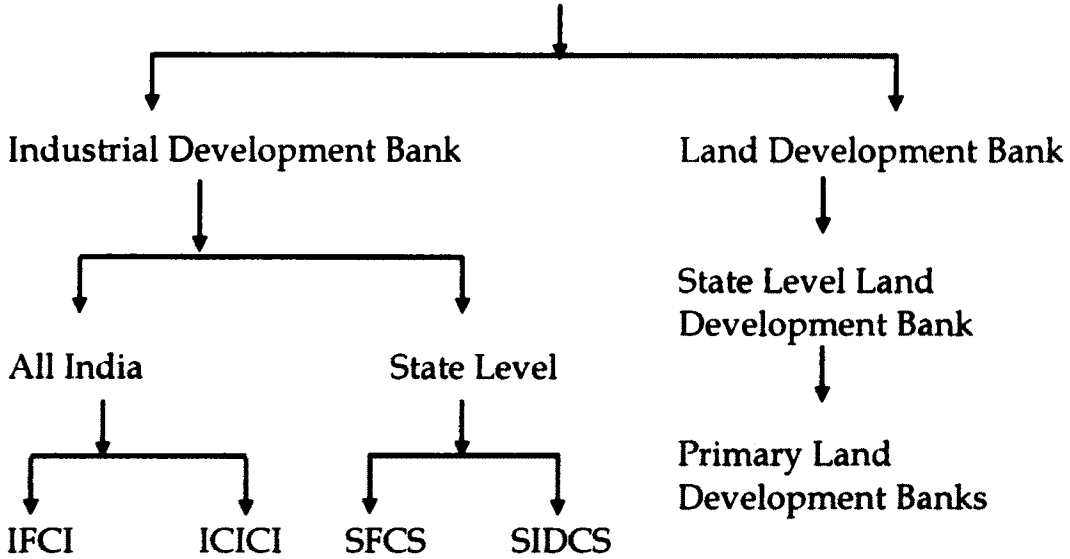 Industrial Development Bank
Land Development Bank
State Level Land
Development Bank
All India
State Level
Primary Land
Development Banks
IFCI
ICICI
SFCS
SIDCS